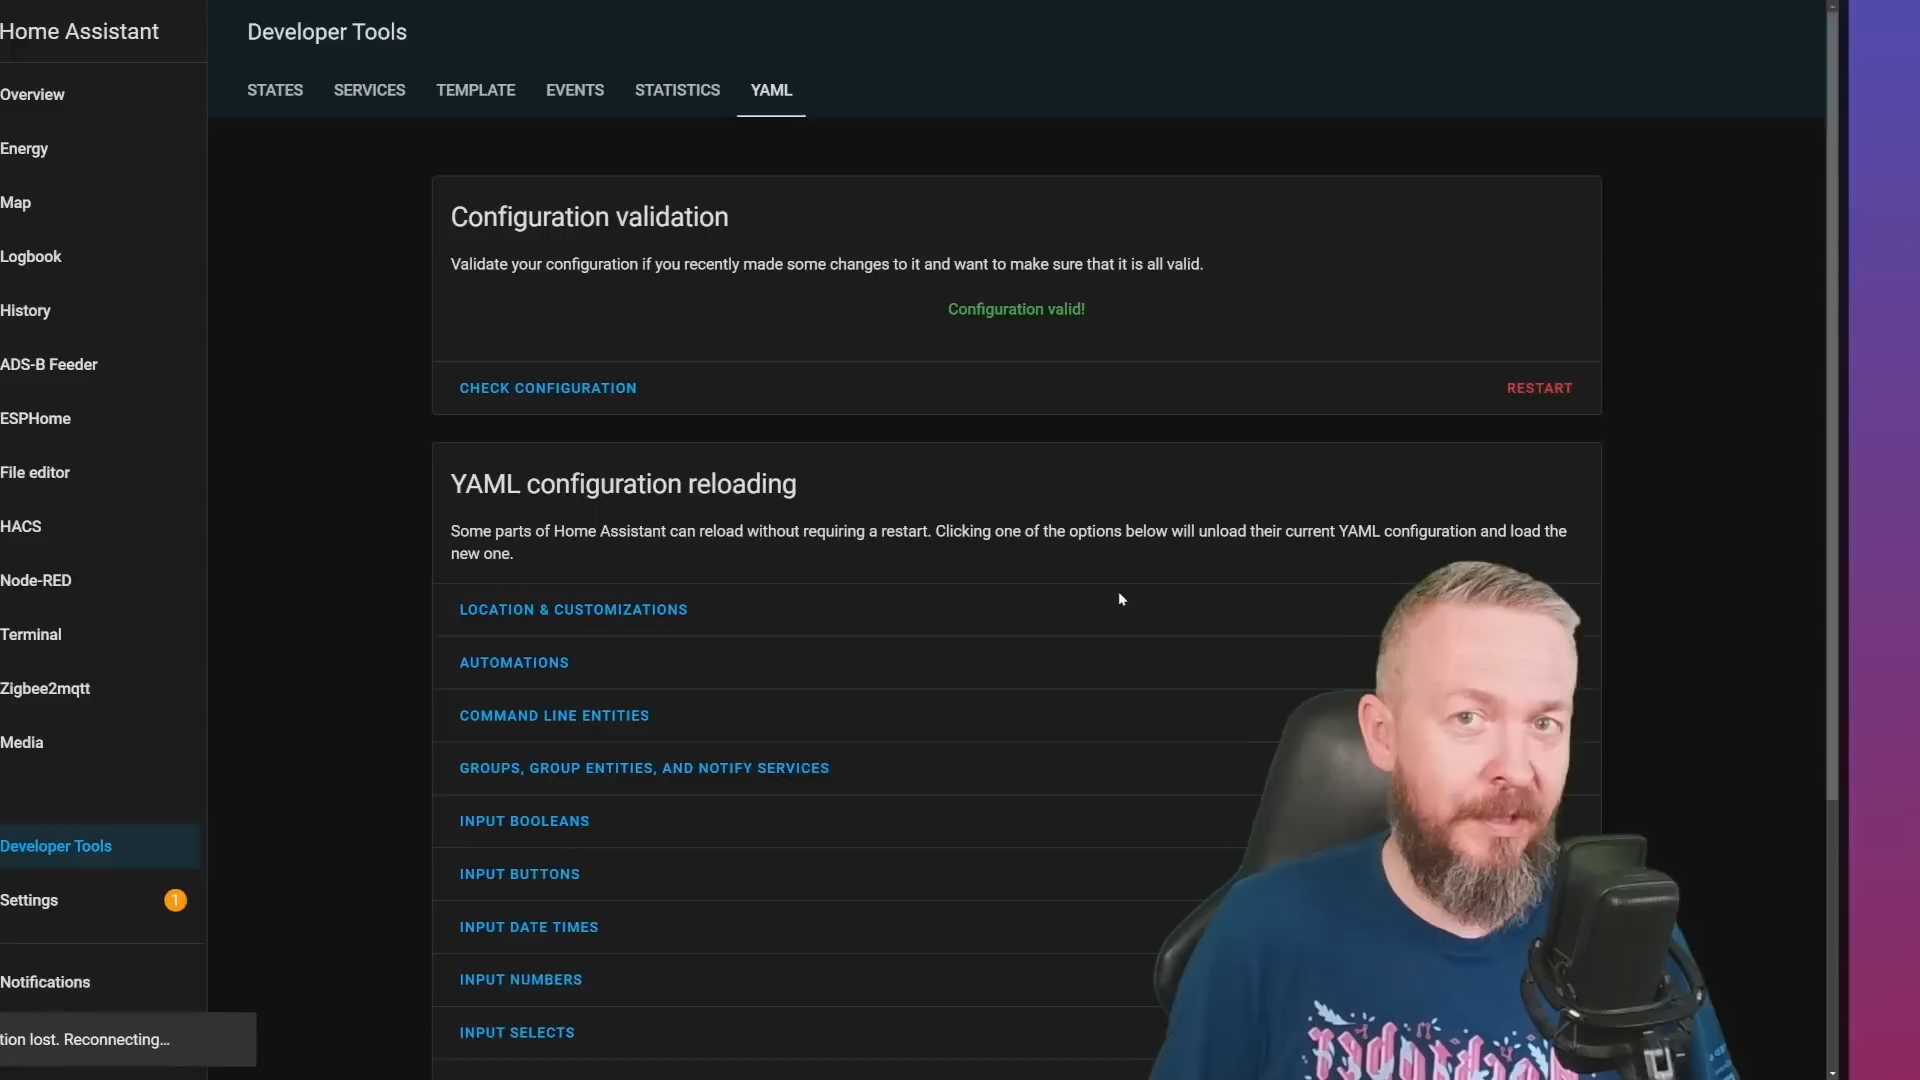 Home Assistant
Overview
Energy
Map
Logbook
History
ADS-B Feeder
ESPHome
File editor
HACS
Node-RED
Terminal
Zigbee2mqtt
Media
Developer Tools
Settings
1
Notifications
tion lost. Reconnecting...
Developer Tools
STATES SERVICES TEMPLATE EVENTS STATISTICS YAML
Configuration validation
Validate your configuration if you recently made some changes to it and want to make sure that it is all valid.
Configuration valid!
CHECK CONFIGURATION
RESTART
YAML configuration reloading
Some parts of Home Assistant can reload without requiring a restart. Clicking one of the options below will unload their current YAML configuration and load the
new one.
LOCATION & CUSTOMIZATIONS
AUTOMATIONS
COMMAND LINE ENTITIES
GROUPS, GROUP ENTITIES, AND NOTIFY SERVICES
INPUT BOOLEANS
INPUT BUTTONS
INPUT DATE TIMES
INPUT NUMBERS
INPUT SELECTS